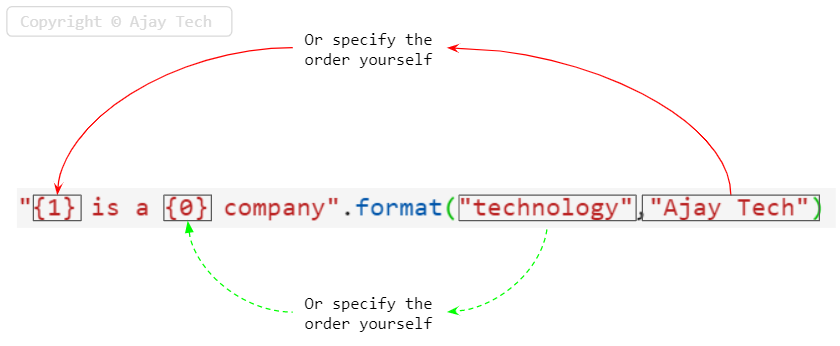 Copyright © Ajay Tech
Or specify the
order yourself
"{1} is a {0} company".format("technology","Ajay Tech")
Or specify the
order yourself